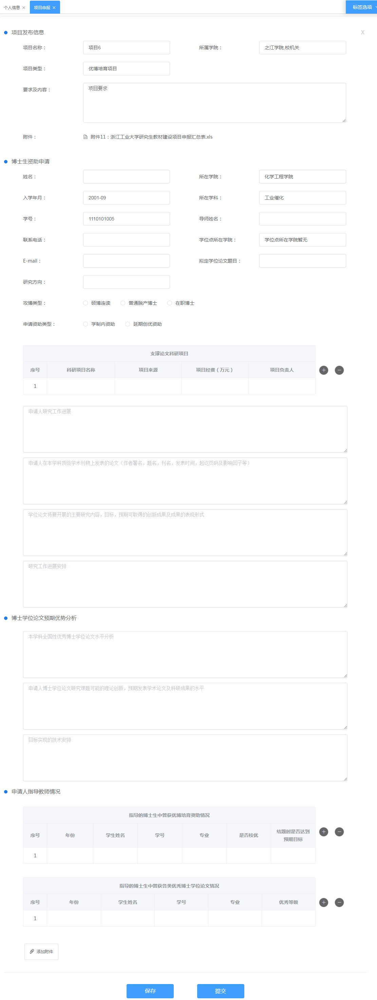 个人信息 × 项目申报 × 标签选项
项目发布信息 X
项目名称： 项目6 所属学院： 之江学院,校机关
项目类型： 优博培育项目
要求及内容： 项目要求
附件： 附件11：浙江工业大学研究生教材建设项目申报汇总表.xls
博士生资助申请
姓名： 所在学院： 化学工程学院
入学年月： 2001-09 所在学科： 工业催化
学号： 1110101005 导师姓名：
联系电话： 学位点所在学院： 学位点所在学院暂无
E-mail： 拟定学位论文题目：
研究方向：
攻博类型： 硕博连读 普通脱产博士 在职博士
申请资助类型： 学制内资助 延期创优资助
支撑论文科研项目
序号 科研项目名称 项目来源 项目经费（万元） 项目负责人
1
申请人研究工作进展
申请人在本学科顶级学术刊物上发表的论文（作者署名，题名，刊名，发表时间，起讫页码及影响因子等）
学位论文将要开展的主要研究内容，目标，预期可取得的创新成果及成果的表现形式
研究工作进展安排
博士学位论文预期优势分析
本学科全国性优秀博士学位论文水平分析
申请人博士学位论文研究课题可能的理论创新，预期发表学术论文及科研成果的水平
目标实现的技术安排
申请人指导教师情况
指导的博士生中曾获优博培育资助情况
序号 年份 学生姓名 学号 专业 是否校优 结题时是否达到
预期目标
1
指导的博士生中曾获各类优秀博士学位论文情况
序号 年份 学生姓名 学号 专业 优秀等级
1
添加附件
保存 提交